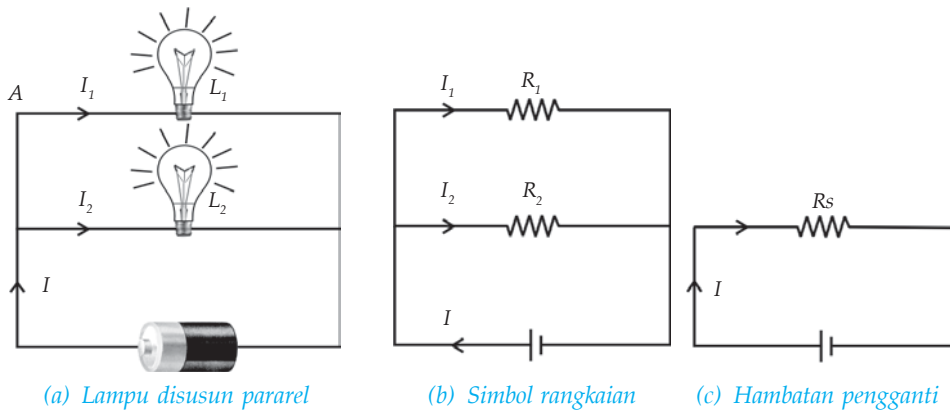 A
I₁
L₁
I₂
L₂
I
(a) Lampu disusun pararel
I₁
R₁
I₂
R₂
I
(b) Simbol rangkaian
Rs
I
(c) Hambatan pengganti